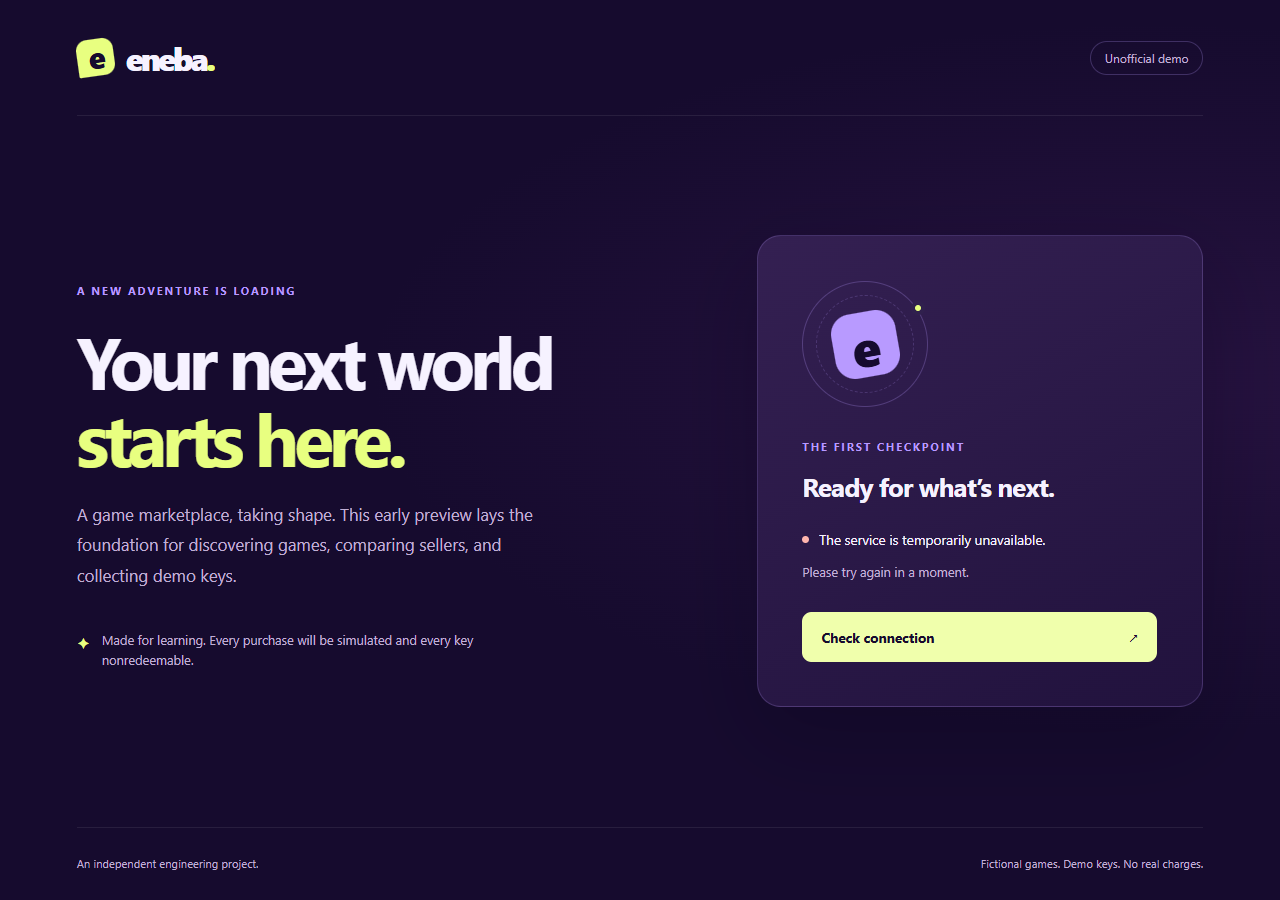 e eneba.
Unofficial demo
A NEW ADVENTURE IS LOADING
Your next world
starts here.
A game marketplace, taking shape. This early preview lays the
foundation for discovering games, comparing sellers, and
collecting demo keys.
Made for learning. Every purchase will be simulated and every key
nonredeemable.
e
THE FIRST CHECKPOINT
Ready for what’s next.
The service is temporarily unavailable.
Please try again in a moment.
Check connection ↗
An independent engineering project.
Fictional games. Demo keys. No real charges.